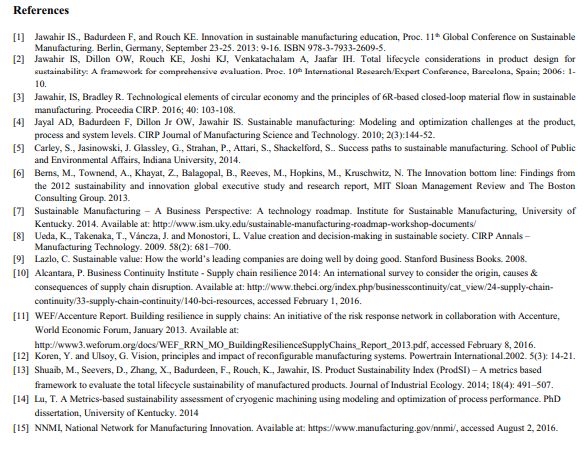 References
[1] Jawahir IS., Badurdeen F, and Rouch KE. Innovation in sustainable manufacturing education, Proc. 11th Global Conference on Sustainable
Manufacturing. Berlin, Germany, September 23-25. 2013: 9-16. ISBN 978-3-7933-2609-5.
[2] Jawahir IS, Dillon OW, Rouch KE, Joshi KJ, Venkatachalam A, Jaafar IH. Total lifecycle considerations in product design for
sustainability: A framework for comprehensive evaluation. Proc. 10th International Research/Expert Conference, Barcelona, Spain; 2006: 1-
10.
[3] Jawahir, IS, Bradley R. Technological elements of circular economy and the principles of 6R-based closed-loop material flow in sustainable
manufacturing. Proceedia CIRP. 2016; 40: 103-108.
[4] Jayal AD, Badurdeen F, Dillon Jr OW, Jawahir IS. Sustainable manufacturing: Modeling and optimization challenges at the product,
process and system levels. CIRP Journal of Manufacturing Science and Technology. 2010; 2(3):144-52.
[5] Carley, S., Jasinowski, J. Glassley, G., Strahan, P., Attari, S., Shackelford, S.. Success paths to sustainable manufacturing. School of Public
and Environmental Affairs, Indiana University, 2014.
[6] Berns, M., Townend, A., Khayat, Z., Balagopal, B., Reeves, M., Hopkins, M., Kruschwitz, N. The Innovation bottom line: Findings from
the 2012 sustainability and innovation global executive study and research report, MIT Sloan Management Review and The Boston
Consulting Group. 2013.
[7] Sustainable Manufacturing – A Business Perspective: A technology roadmap. Institute for Sustainable Manufacturing, University of
Kentucky. 2014. Available at: http://www.ism.uky.edu/sustainable-manufacturing-roadmap-workshop-documents/
[8] Ueda, K., Takenaka, T., Váncza, J. and Monostori, L. Value creation and decision-making in sustainable society. CIRP Annals –
Manufacturing Technology. 2009. 58(2): 681–700.
[9] Lazlo, C. Sustainable value: How the world's leading companies are doing well by doing good. Stanford Business Books. 2008.
[10] Alcantara, P. Business Continuity Institute - Supply chain resilience 2014: An international survey to consider the origin, causes &
consequences of supply chain disruption. Available at: http://www.thebci.org/index.php/businesscontinuity/cat_view/24-supply-chain-
continuity/33-supply-chain-continuity/140-bci-resources, accessed February 1, 2016.
[11] WEF/Accenture Report. Building resilience in supply chains: An initiative of the risk response network in collaboration with Accenture,
World Economic Forum, January 2013. Available at:
http://www3.weforum.org/docs/WEF_RRN_MO_BuildingResilienceSupplyChains_Report_2013.pdf, accessed February 8, 2016.
[12] Koren, Y. and Ulsoy, G. Vision, principles and impact of reconfigurable manufacturing systems. Powertrain International.2002. 5(3): 14-21.
[13] Shuaib, M., Seevers, D., Zhang, X., Badurdeen, F., Rouch, K., Jawahir, IS. Product Sustainability Index (ProdSI) – A metrics based
framework to evaluate the total lifecycle sustainability of manufactured products. Journal of Industrial Ecology. 2014; 18(4): 491–507.
[14] Lu, T. A Metrics-based sustainability assessment of cryogenic machining using modeling and optimization of process performance. PhD
dissertation, University of Kentucky. 2014
[15] NNMI, National Network for Manufacturing Innovation. Available at: https://www.manufacturing.gov/nnmi/, accessed August 2, 2016.